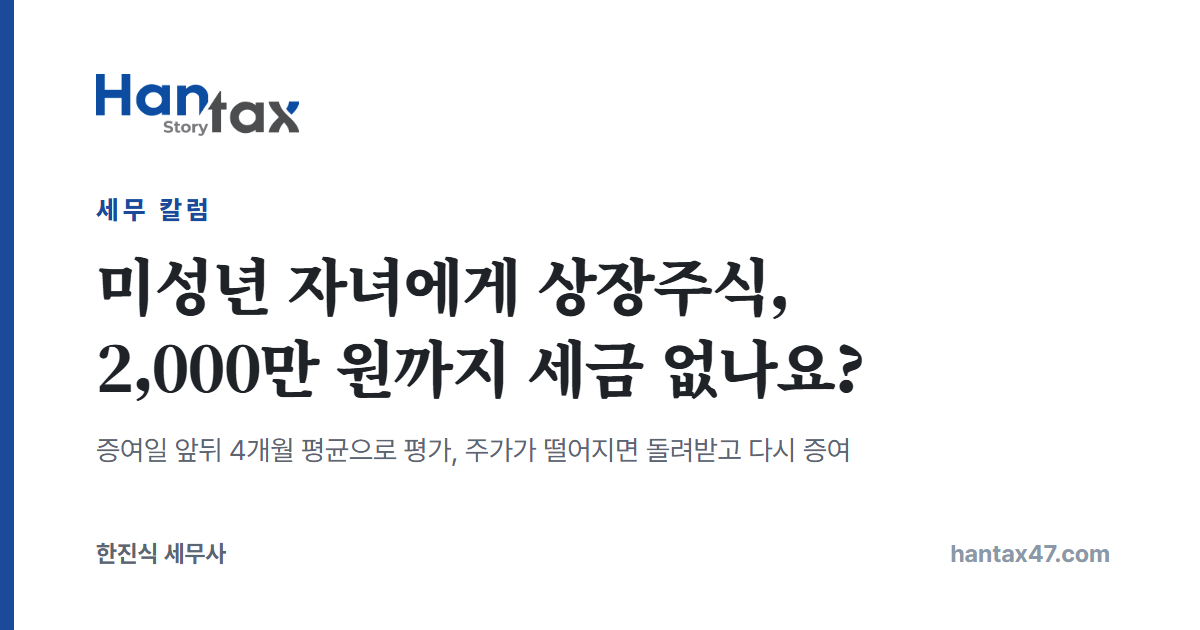 Hantax
Story
세무 칼럼
미성년 자녀에게 상장주식,
2,000만 원까지 세금 없나요?
증여일 앞뒤 4개월 평균으로 평가, 주가가 떨어지면 돌려받고 다시 증여
한진식 세무사
hantax47.com